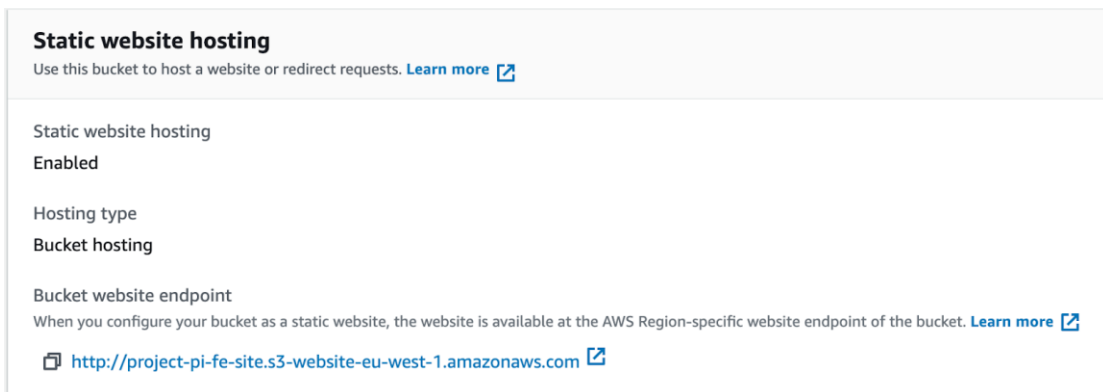 Static website hosting
Use this bucket to host a website or redirect requests. Learn more
Static website hosting
Enabled
Hosting type
Bucket hosting
Bucket website endpoint
When you configure your bucket as a static website, the website is available at the AWS Region-specific website endpoint of the bucket. Learn more
http://project-pi-fe-site.s3-website-eu-west-1.amazonaws.com